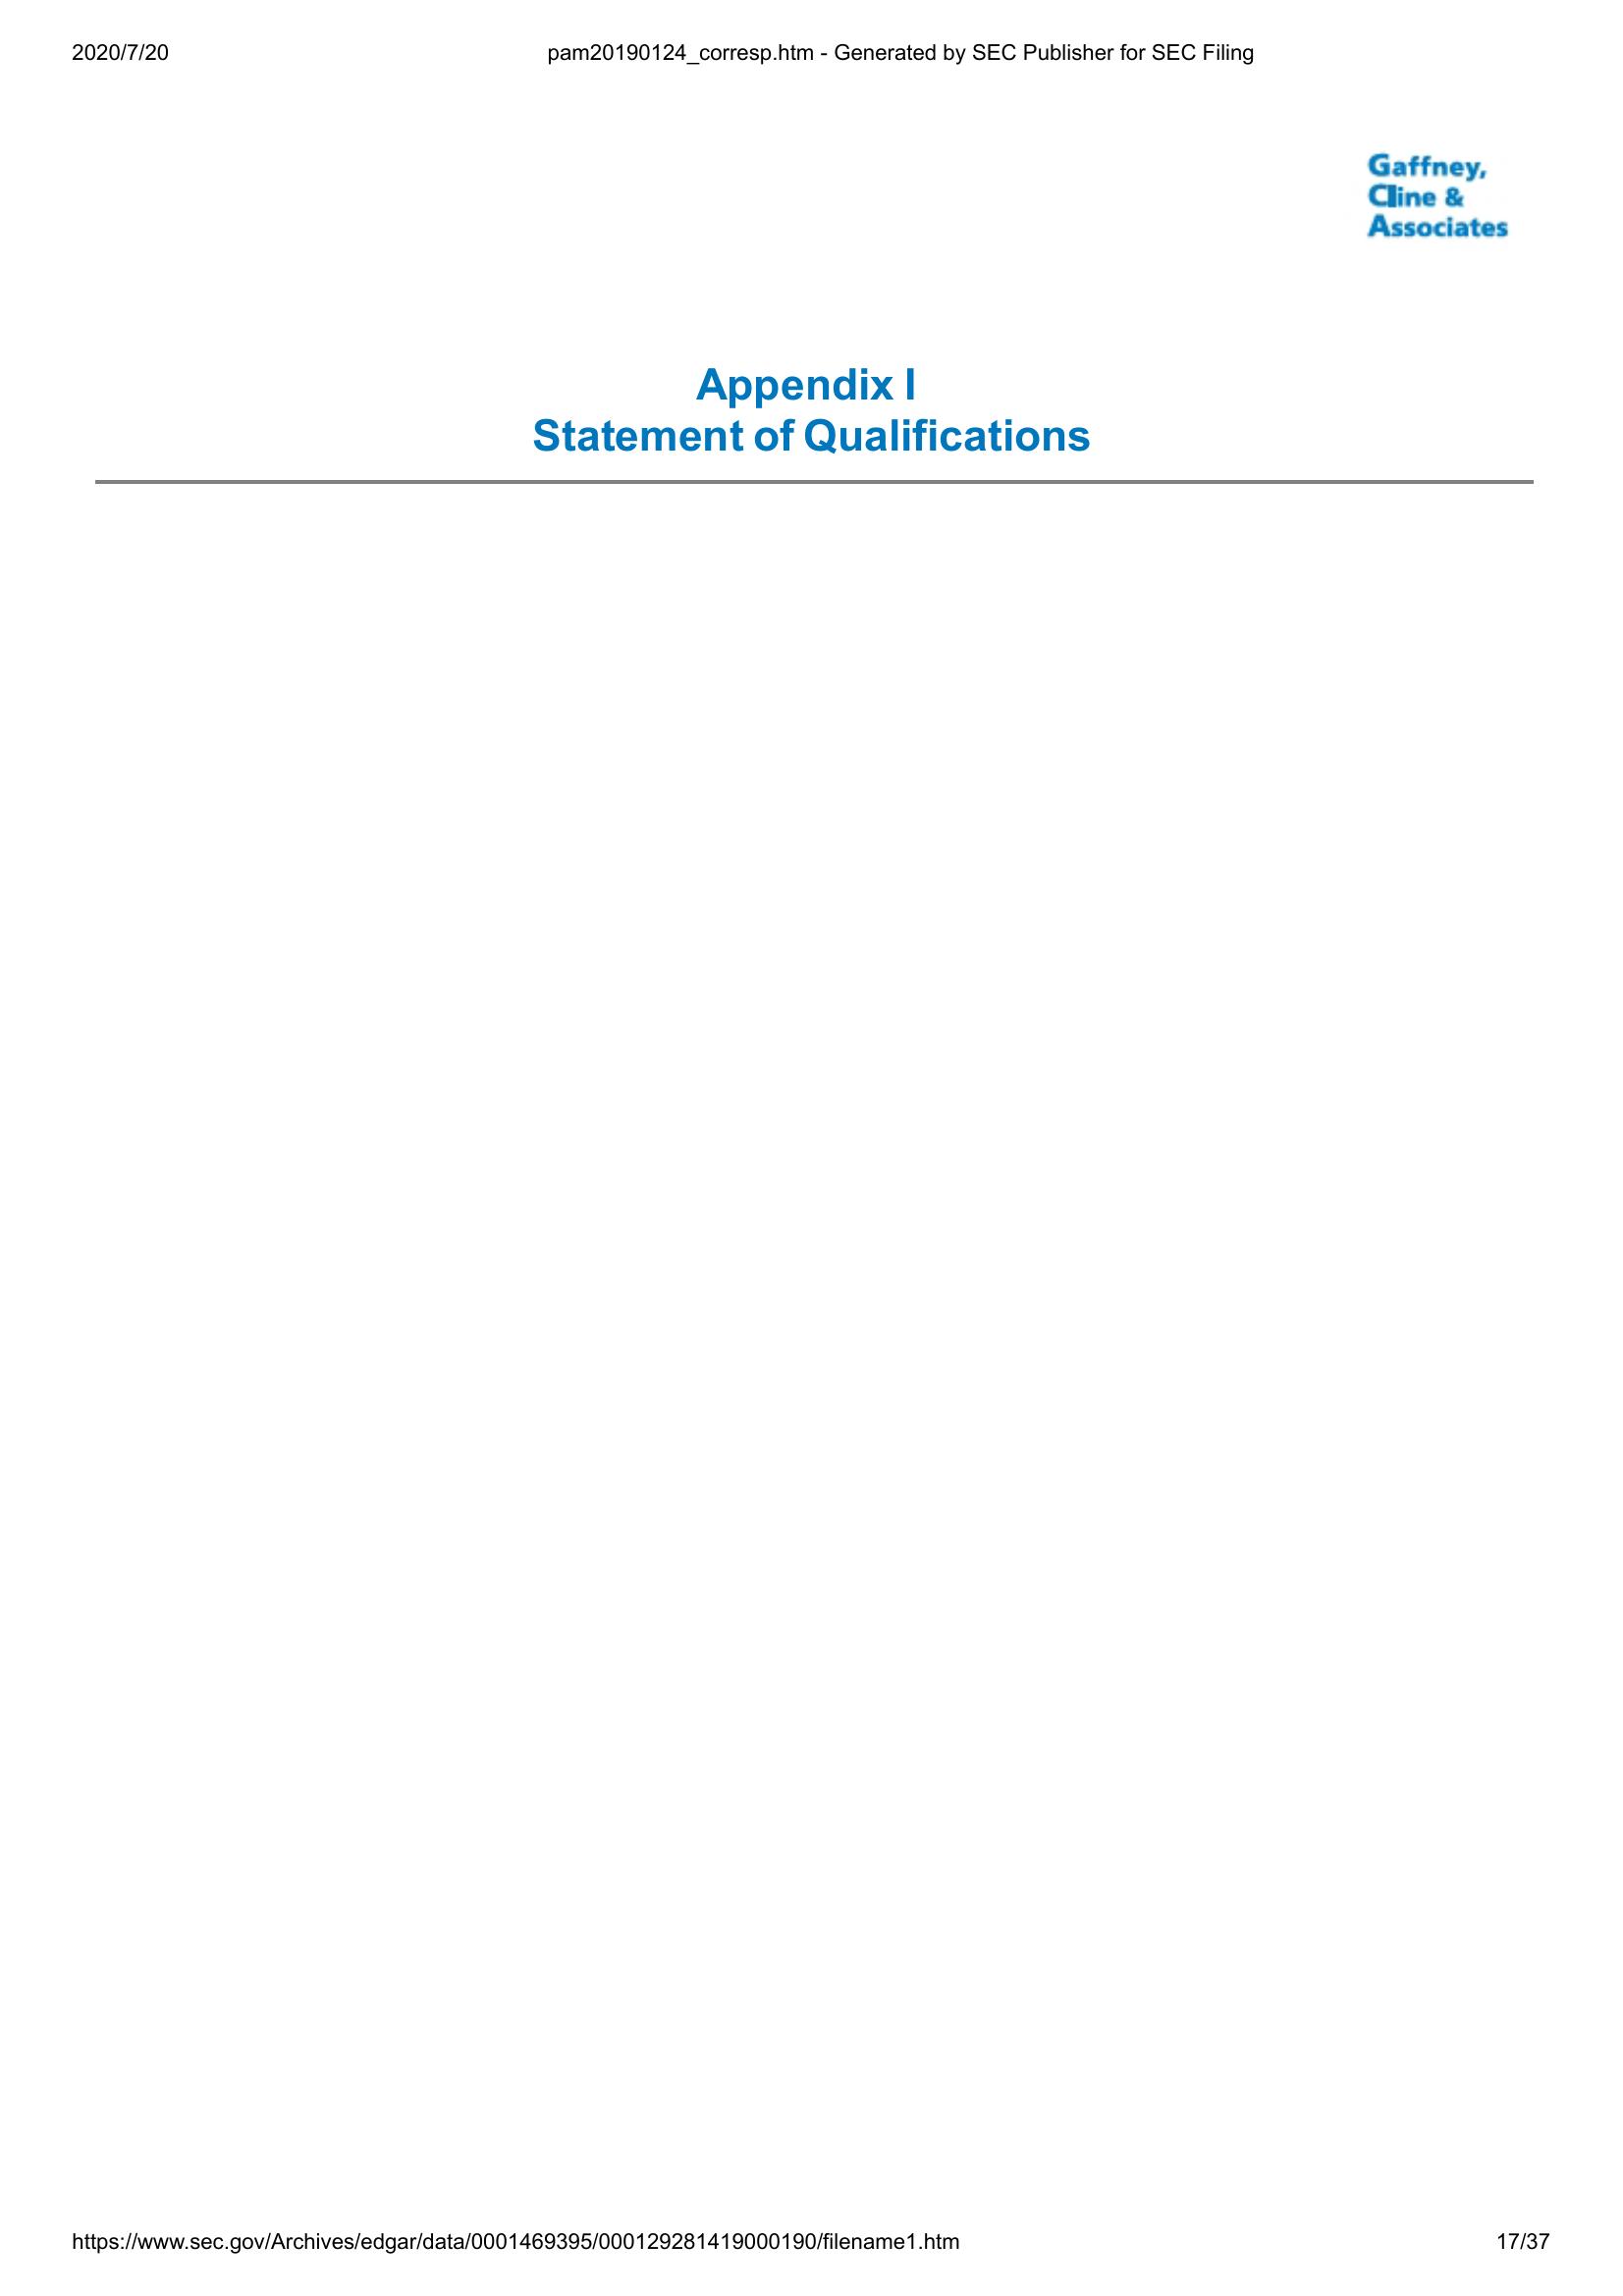 2020/7/20 pam20190124_corresp.htm - Generated by SEC Publisher for SEC Filing
Gaffney,
Cline &
Associates
Appendix I
Statement of Qualifications
https://www.sec.gov/Archives/edgar/data/0001469395/000129281419000190/filename1.htm 17/37